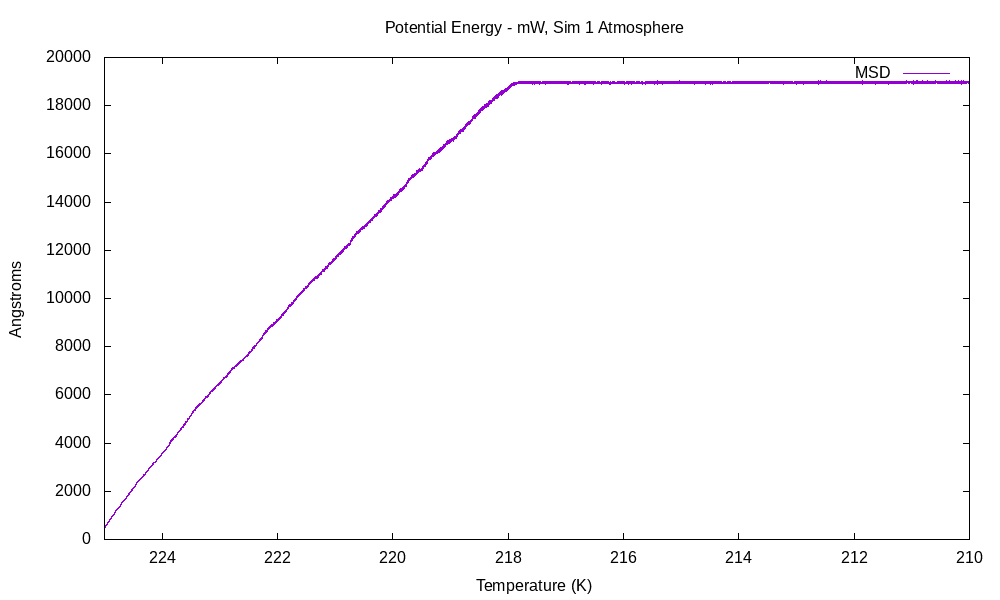 Potential Energy - mW, Sim 1 Atmosphere
20000
18000
16000
14000
12000
10000
8000
6000
4000
2000
0
Angstroms
MSD
224 222 220 218 216 214 212 210
Temperature (K)